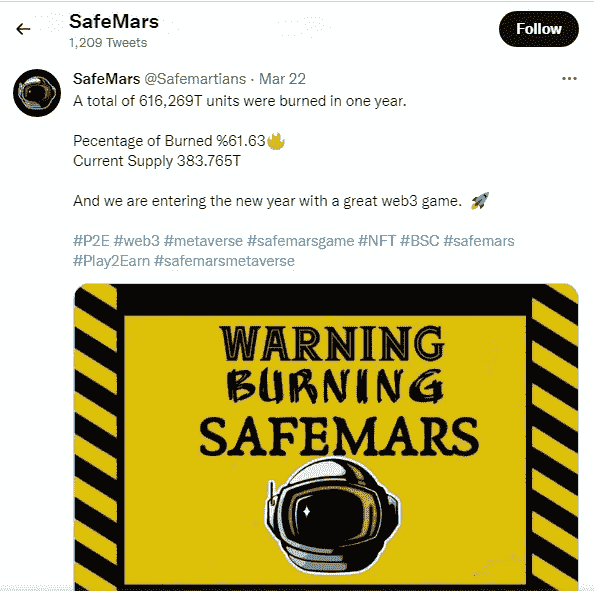 SafeMars
1,209 Tweets
Follow
SafeMars @Safemartians · Mar 22
A total of 616,269T units were burned in one year.
Pecentage of Burned %61.63🔥
Current Supply 383.765T
And we are entering the new year with a great web3 game. 🚀
#P2E #web3 #metaverse #safemarsgame #NFT #BSC #safemars
#Play2Earn #safemarsmetaverse
WARNING
BURNING
SAFEMARS